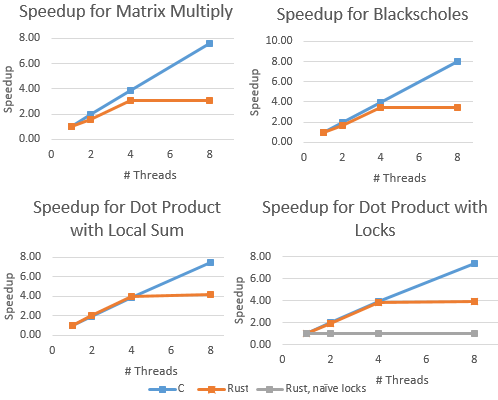 Speedup for Matrix Multiply
8.00
6.00
4.00
2.00
0.00
Speedup
0 2 4 6 8
# Threads
Speedup for Blackscholes
10.00
8.00
6.00
4.00
2.00
0.00
Speedup
0 2 4 6 8
# Threads
Speedup for Dot Product
with Local Sum
8.00
6.00
4.00
2.00
0.00
Speedup
0 2 4 6 8
# Threads
Speedup for Dot Product with
Locks
8.00
6.00
4.00
2.00
0.00
Speedup
0 2 4 6 8
# Threads
C Rust Rust, naïve locks